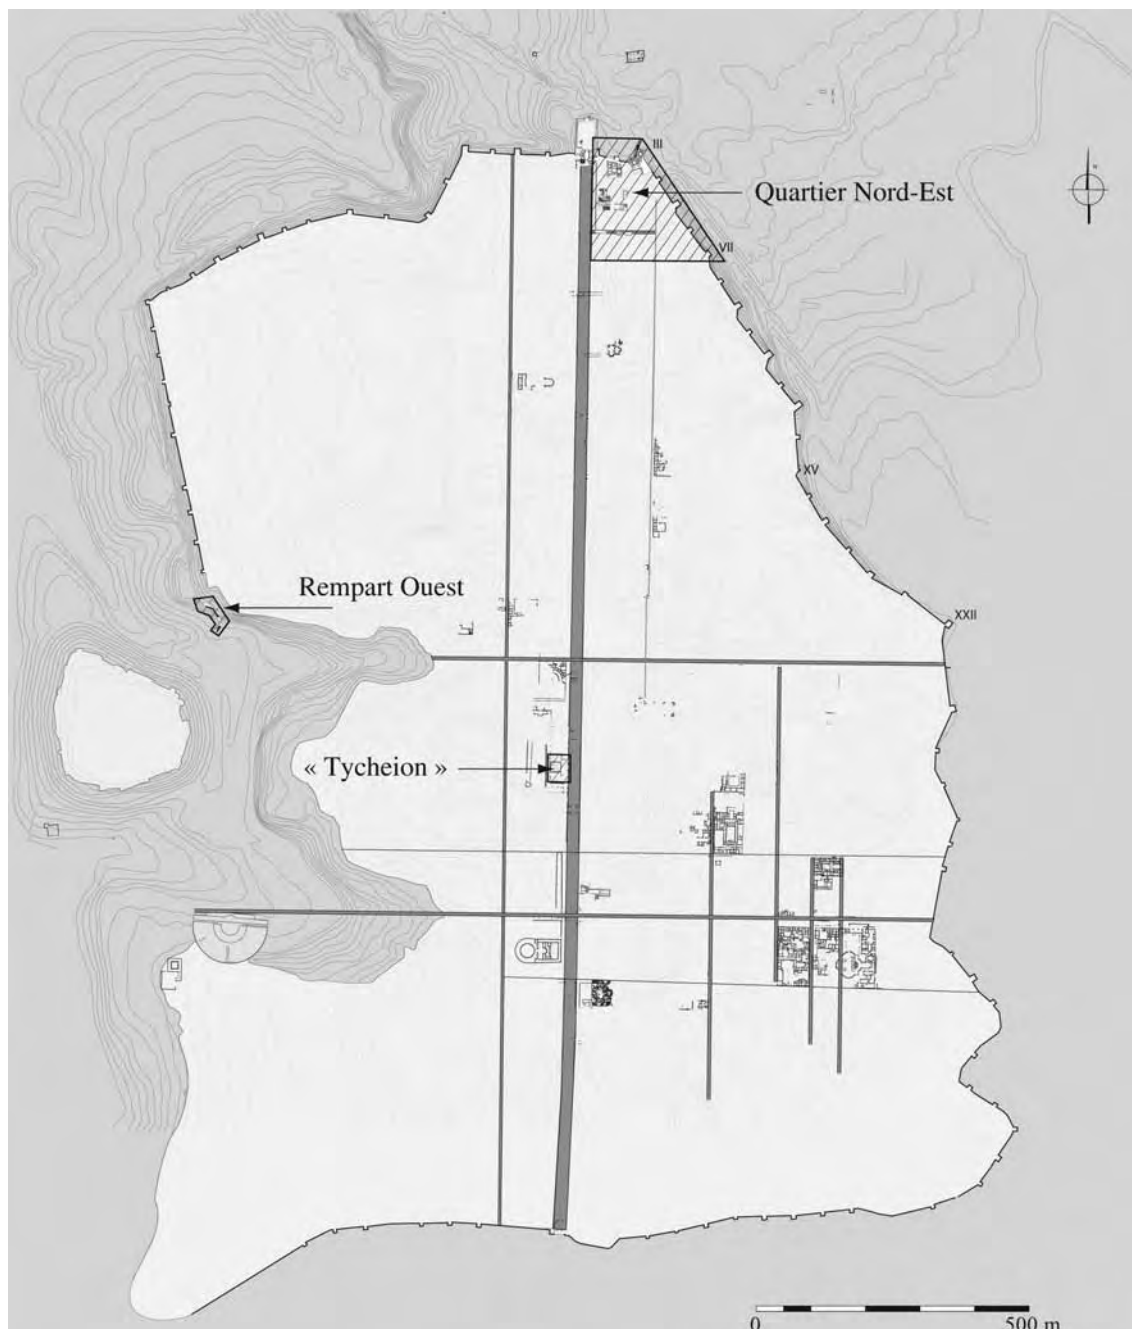 III
N
Quartier Nord-Est
VII
XV
Rempart Ouest
XXII
« Tycheion »
0
500 m